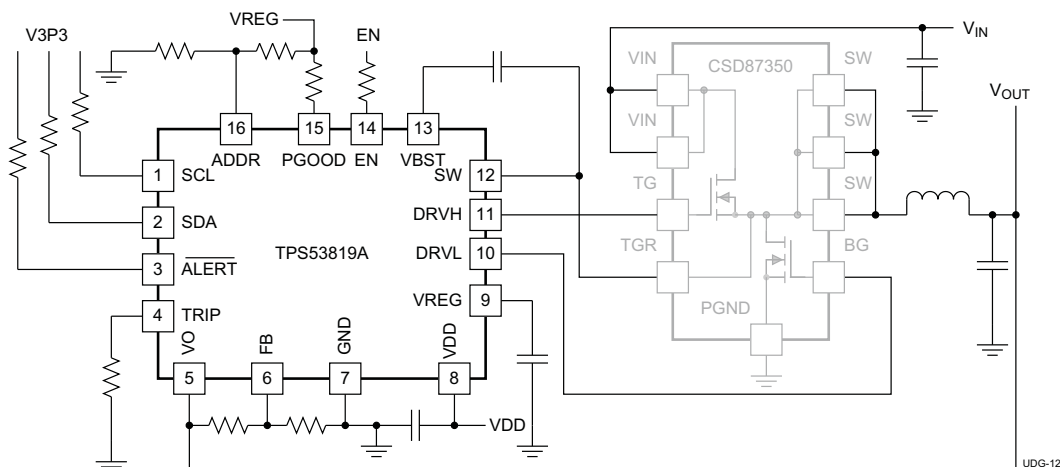 VREG
V3P3
EN
VIN
VIN
CSD87350
SW
VOUT
16
15
14
13
VIN
SW
ADDR
PGOOD
EN
VBST
1
SCL
SW
12
TG
SW
2
SDA
DRVH
11
TPS53819A
DRVL
10
TGR
BG
3
ALERT
4
TRIP
VREG
9
PGND
VO
FB
GND
VDD
5
6
7
8
VDD
UDG-12